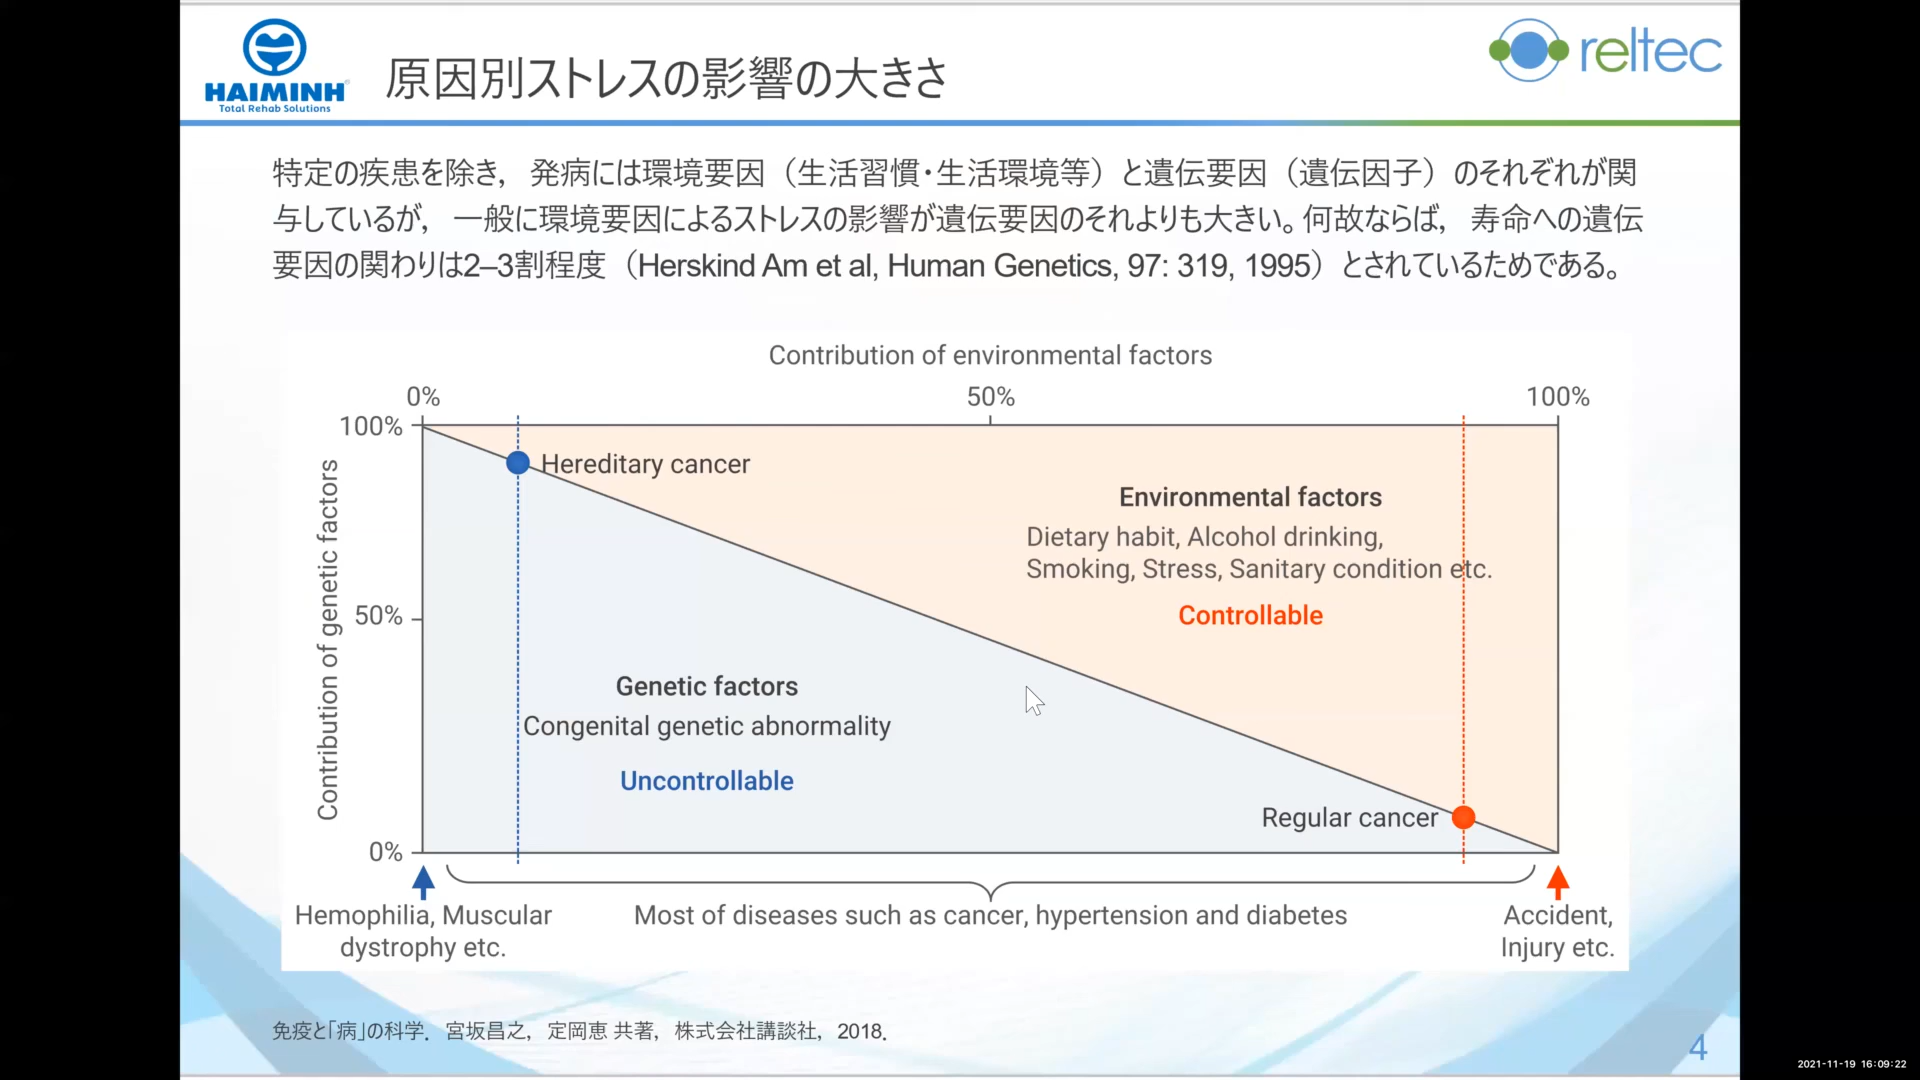 HAIMINH
Total Rehab Solutions
原因別ストレスの影響の大きさ
reltec
特定の疾患を除き，発病には環境要因（生活習慣・生活環境等）と遺伝要因（遺伝因子）のそれぞれが関
与しているが，一般に環境要因によるストレスの影響が遺伝要因のそれよりも大きい。何故ならば，寿命への遺伝
要因の関わりは2–3割程度（Herskind Am et al, Human Genetics, 97: 319, 1995）とされているためである。
Contribution of environmental factors
0% 50% 100%
100%
50%
0%
Contribution of genetic factors
Hereditary cancer
Environmental factors
Dietary habit, Alcohol drinking,
Smoking, Stress, Sanitary condition etc.
Controllable
Genetic factors
Congenital genetic abnormality
Uncontrollable
Regular cancer
Hemophilia, Muscular
dystrophy etc.
Most of diseases such as cancer, hypertension and diabetes
Accident,
Injury etc.
免疫と「病」の科学．宮坂昌之，定岡恵 共著，株式会社講談社，2018．
4
2021-11-19 16:09:22